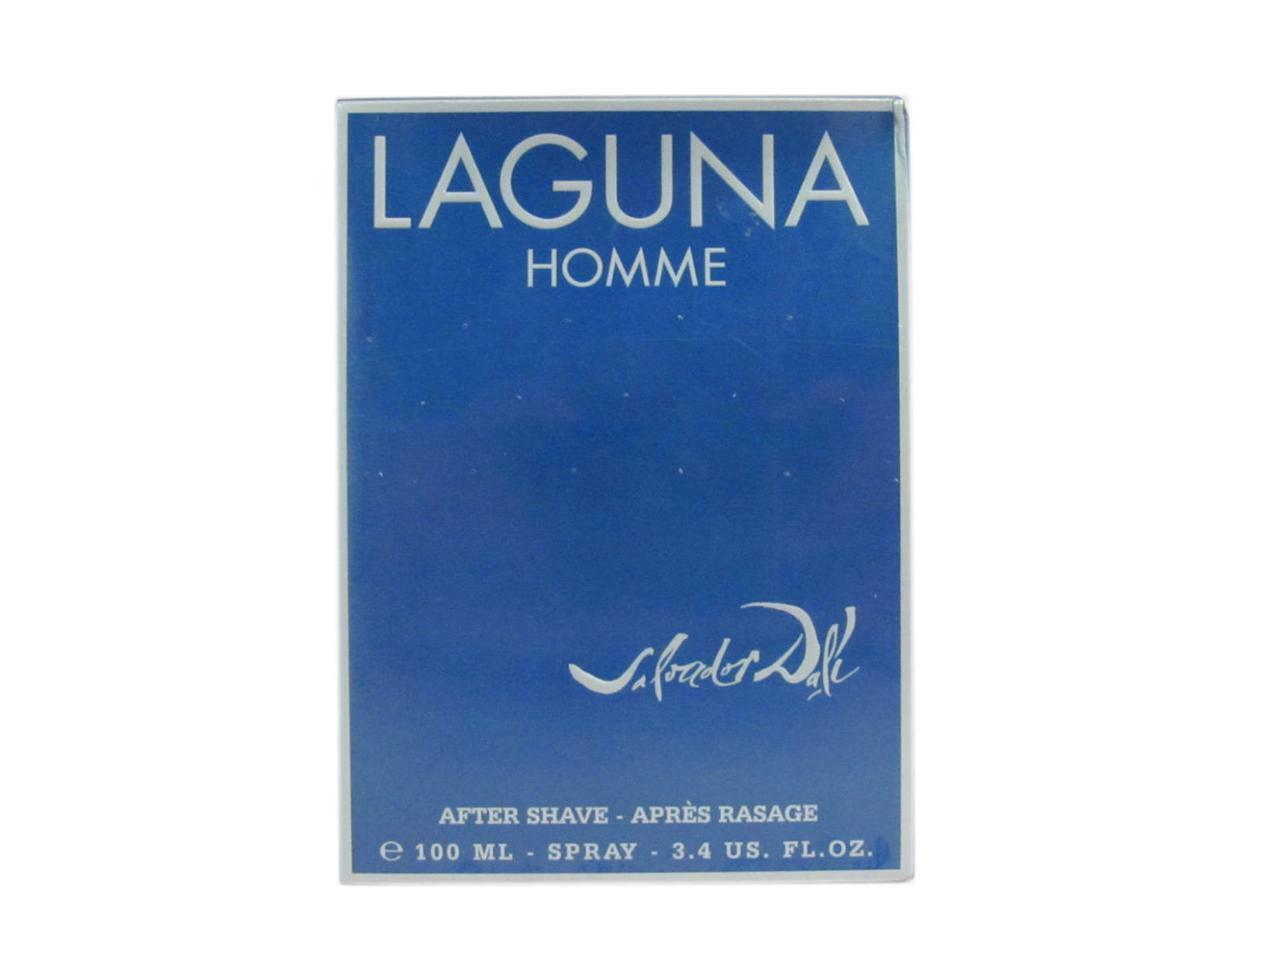 LAGUNA
HOMME
Salvador Dalí
AFTER SHAVE - APRÈS RASAGE
℮ 100 ML - SPRAY - 3.4 US. FL.OZ.